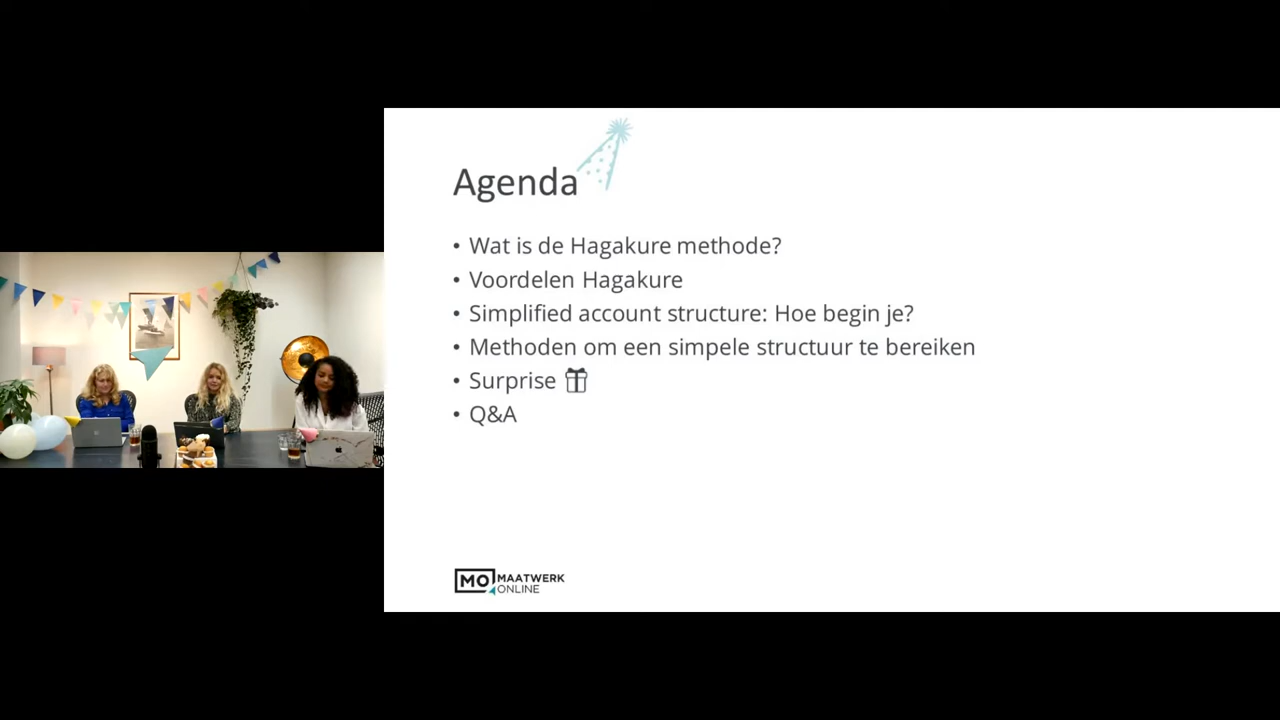 Agenda
• Wat is de Hagakure methode?
• Voordelen Hagakure
• Simplified account structure: Hoe begin je?
• Methoden om een simpele structuur te bereiken
• Surprise
• Q&A
MO MAATWERK
ONLINE